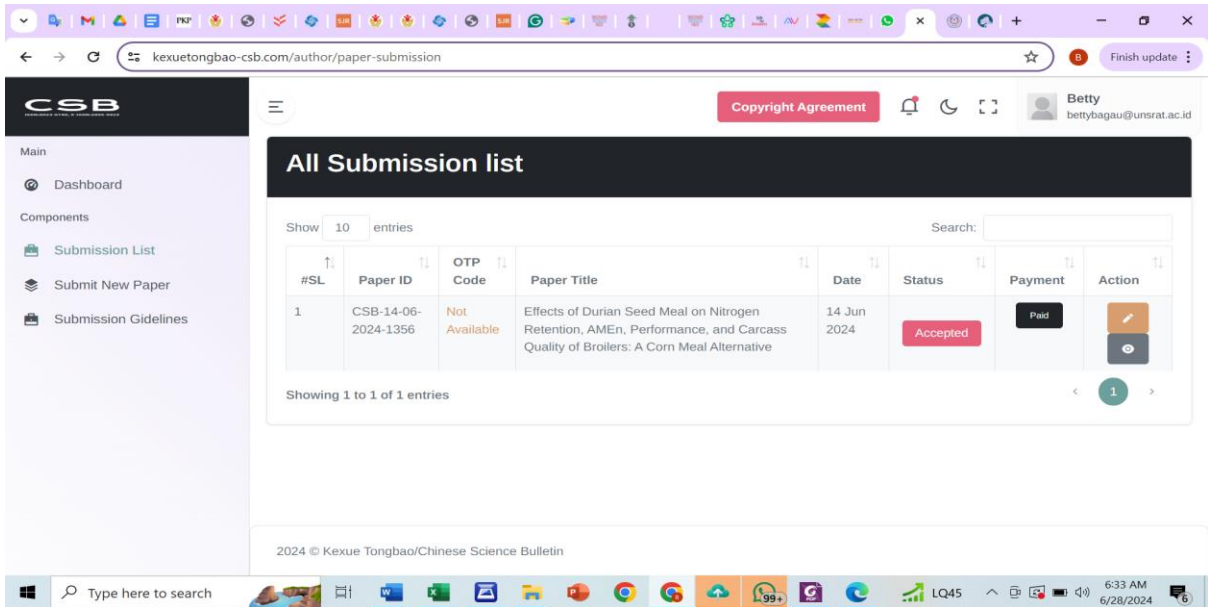 PKP
SJR
SJR
kexuetongbao-csb.com/author/paper-submission
B
Finish update
CSB
Copyright Agreement
Betty
bettybagau@unsrat.ac.id
Main
Dashboard
Components
Submission List
Submit New Paper
Submission Gidelines
All Submission list
Show 10 entries
Search:
#SL
Paper ID
OTP Code
Paper Title
Date
Status
Payment
Action
1
CSB-14-06-
2024-1356
Not
Available
Effects of Durian Seed Meal on Nitrogen
Retention, AMEn, Performance, and Carcass
Quality of Broilers: A Corn Meal Alternative
14 Jun
2024
Accepted
Paid
Showing 1 to 1 of 1 entries
1
2024 © Kexue Tongbao/Chinese Science Bulletin
Type here to search
99+
LQ45
6:33 AM
6/28/2024
6